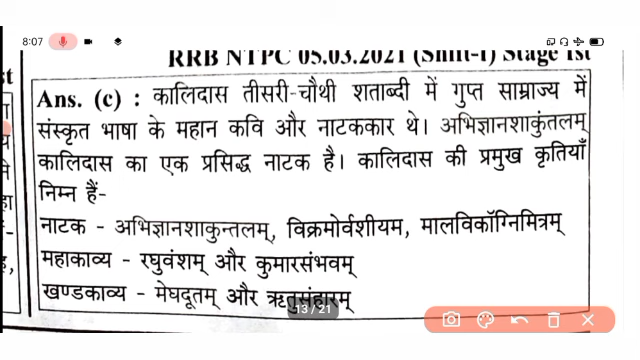 8:07
RRB NTPC 05.03.2021 (Shift-I) Stage Ist
Ans. (c) : कालिदास तीसरी-चौथी शताब्दी में गुप्त साम्राज्य में
संस्कृत भाषा के महान कवि और नाटककार थे। अभिज्ञानशाकुंतलम्
कालिदास का एक प्रसिद्ध नाटक है। कालिदास की प्रमुख कृतियाँ
निम्न हैं-
नाटक - अभिज्ञानशाकुन्तलम्, विक्रमोर्वशीयम, मालविकॉग्निमित्रम्
महाकाव्य - रघुवंशम् और कुमारसंभवम्
खण्डकाव्य - मेघदूतम् और ऋतुसंहारम्
13 / 21